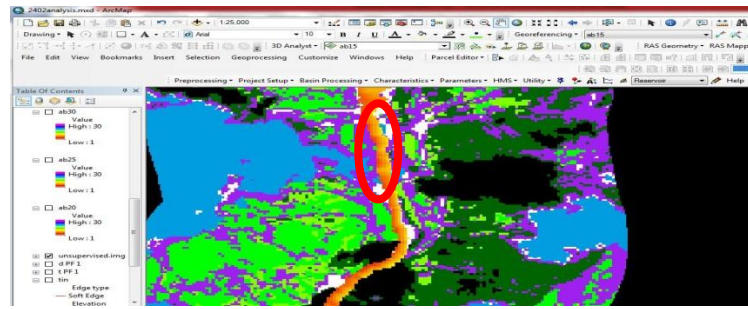 2402analysis.mxd - ArcMap
1:25,000
Drawing A Arial 10 B I U A Georeferencing ab15
3D Analyst ab15 RAS Geometry RAS Mapp
File Edit View Bookmarks Insert Selection Geoprocessing Customize Windows Help Parcel Editor
Preprocessing Project Setup Basin Processing Characteristics Parameters HMS Utility Reservoir Help
Table Of Contents
ab30
Value
High : 30
Low : 1
ab25
Value
High : 30
Low : 1
ab20
Value
High : 30
Low : 1
unsupervised.img
d PF 1
t PF 1
tin
Edge type
Soft Edge
Elevation